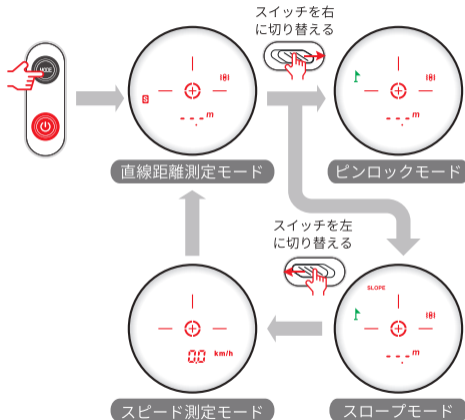 スイッチを右
に切り替える
MODE
S
---m
---m
直線距離測定モード
ピンロックモード
スイッチを左
に切り替える
SLOPE
0.0 km/h
---m
スピード測定モード
スロープモード